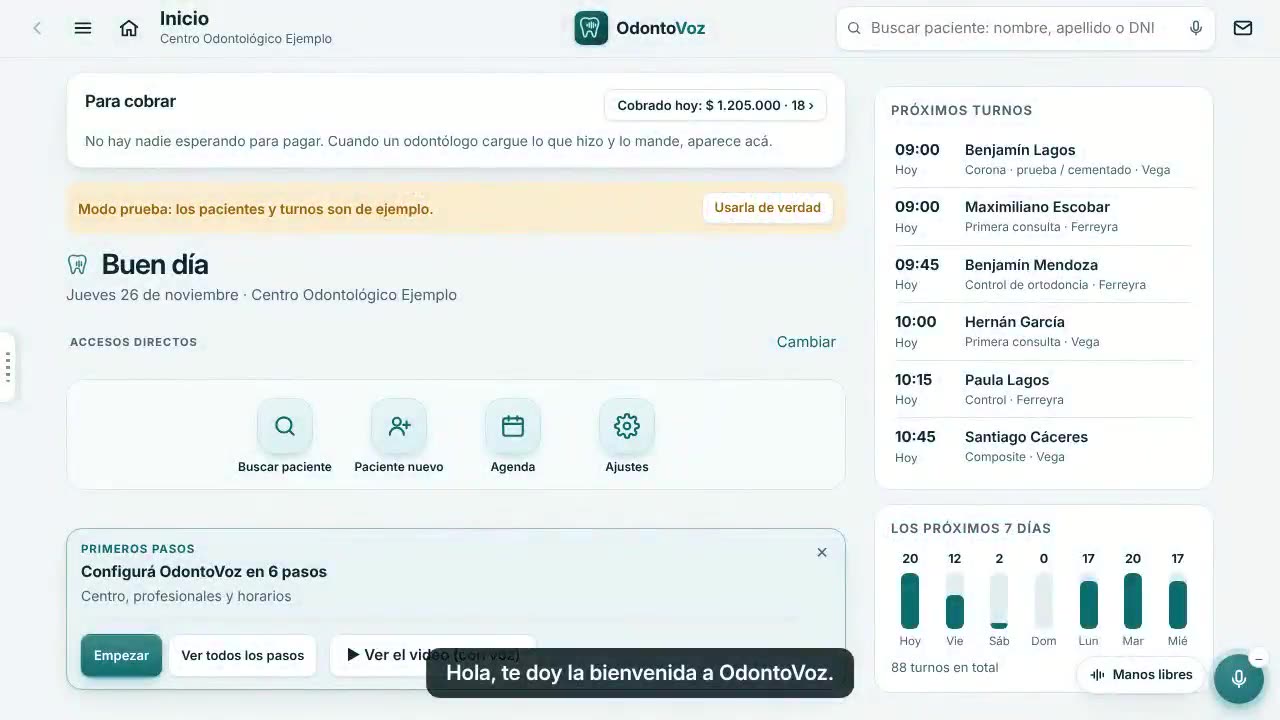 Inicio
Centro Odontológico Ejemplo
OdontoVoz
Buscar paciente: nombre, apellido o DNI
Para cobrar
Cobrado hoy: $ 1.205.000 · 18 ›
No hay nadie esperando para pagar. Cuando un odontólogo cargue lo que hizo y lo mande, aparece acá.
Modo prueba: los pacientes y turnos son de ejemplo.
Usarla de verdad
Buen día
Jueves 26 de noviembre · Centro Odontológico Ejemplo
ACCESOS DIRECTOS
Cambiar
Buscar paciente
Paciente nuevo
Agenda
Ajustes
PRIMEROS PASOS
Configurá OdontoVoz en 6 pasos
Centro, profesionales y horarios
Empezar
Ver todos los pasos
▶ Ver el video (con voz)
Hola, te doy la bienvenida a OdontoVoz.
PRÓXIMOS TURNOS
09:00 Benjamín Lagos
Hoy Corona · prueba / cementado · Vega
09:00 Maximiliano Escobar
Hoy Primera consulta · Ferreyra
09:45 Benjamín Mendoza
Hoy Control de ortodoncia · Ferreyra
10:00 Hernán García
Hoy Primera consulta · Vega
10:15 Paula Lagos
Hoy Control · Ferreyra
10:45 Santiago Cáceres
Hoy Composite · Vega
LOS PRÓXIMOS 7 DÍAS
20 12 2 0 17 20 17
Hoy Vie Sáb Dom Lun Mar Mié
88 turnos en total
Manos libres